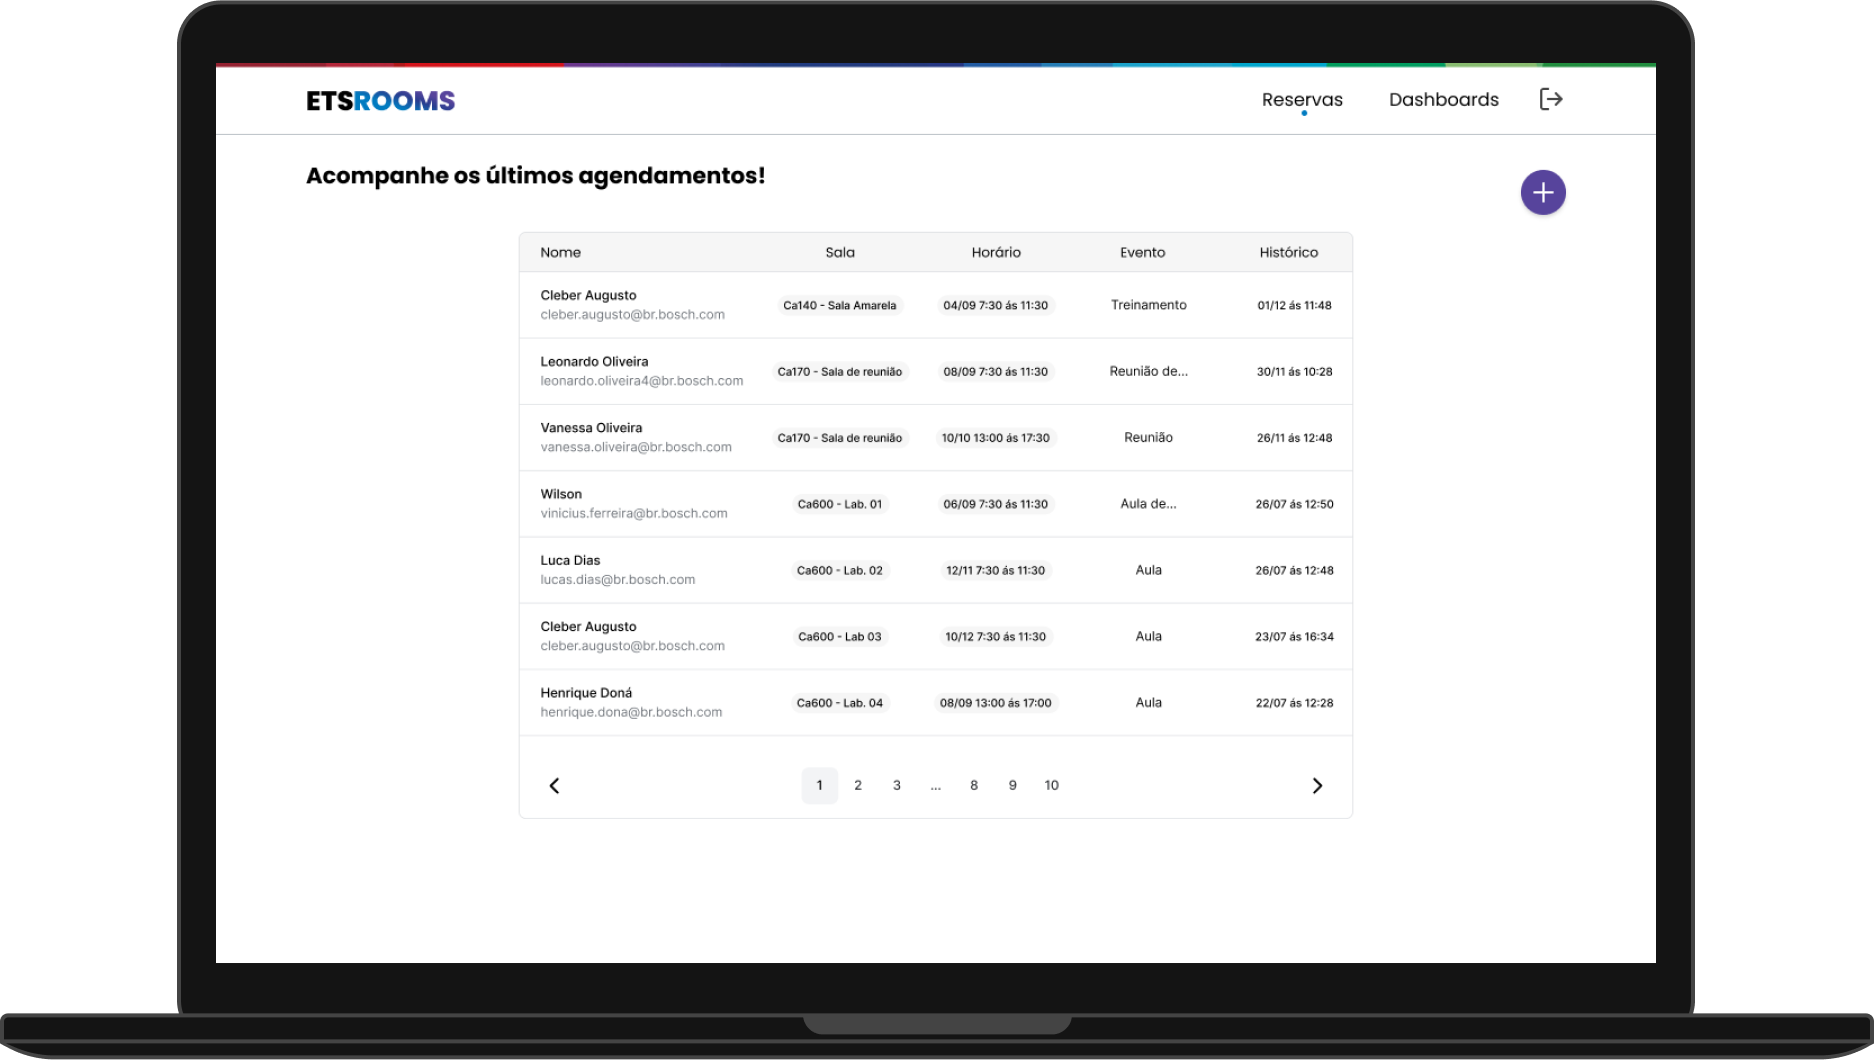 ETSROOMS
Reservas Dashboards
Acompanhe os últimos agendamentos!
Nome Sala Horário Evento Histórico
Cleber Augusto
cleber.augusto@br.bosch.com
Ca140 - Sala Amarela 04/09 7:30 ás 11:30 Treinamento 01/12 ás 11:48
Leonardo Oliveira
leonardo.oliveira4@br.bosch.com
Ca170 - Sala de reunião 08/09 7:30 ás 11:30 Reunião de... 30/11 ás 10:28
Vanessa Oliveira
vanessa.oliveira@br.bosch.com
Ca170 - Sala de reunião 10/10 13:00 ás 17:30 Reunião 26/11 ás 12:48
Wilson
vinicius.ferreira@br.bosch.com
Ca600 - Lab. 01 06/09 7:30 ás 11:30 Aula de... 26/07 ás 12:50
Luca Dias
lucas.dias@br.bosch.com
Ca600 - Lab. 02 12/11 7:30 ás 11:30 Aula 26/07 ás 12:48
Cleber Augusto
cleber.augusto@br.bosch.com
Ca600 - Lab 03 10/12 7:30 ás 11:30 Aula 23/07 ás 16:34
Henrique Doná
henrique.dona@br.bosch.com
Ca600 - Lab. 04 08/09 13:00 ás 17:00 Aula 22/07 ás 12:28
1 2 3 ... 8 9 10